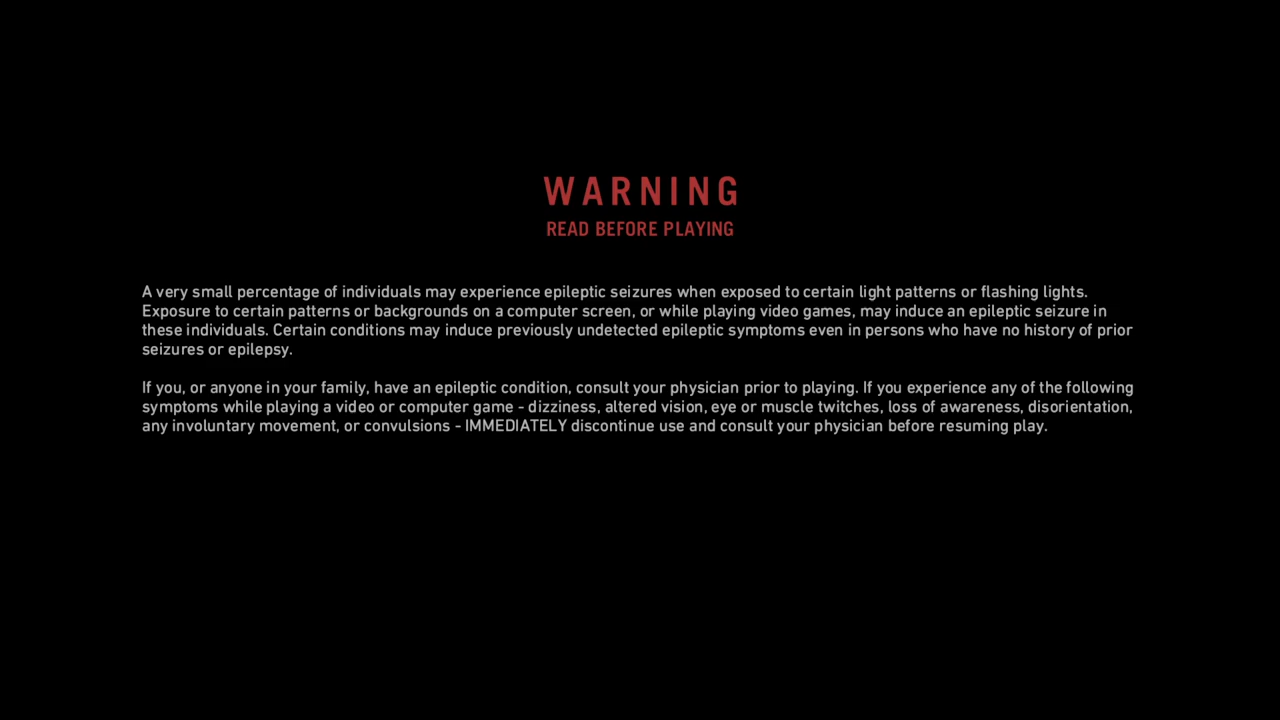 WARNING
READ BEFORE PLAYING
A very small percentage of individuals may experience epileptic seizures when exposed to certain light patterns or flashing lights.
Exposure to certain patterns or backgrounds on a computer screen, or while playing video games, may induce an epileptic seizure in
these individuals. Certain conditions may induce previously undetected epileptic symptoms even in persons who have no history of prior
seizures or epilepsy.
If you, or anyone in your family, have an epileptic condition, consult your physician prior to playing. If you experience any of the following
symptoms while playing a video or computer game - dizziness, altered vision, eye or muscle twitches, loss of awareness, disorientation,
any involuntary movement, or convulsions - IMMEDIATELY discontinue use and consult your physician before resuming play.